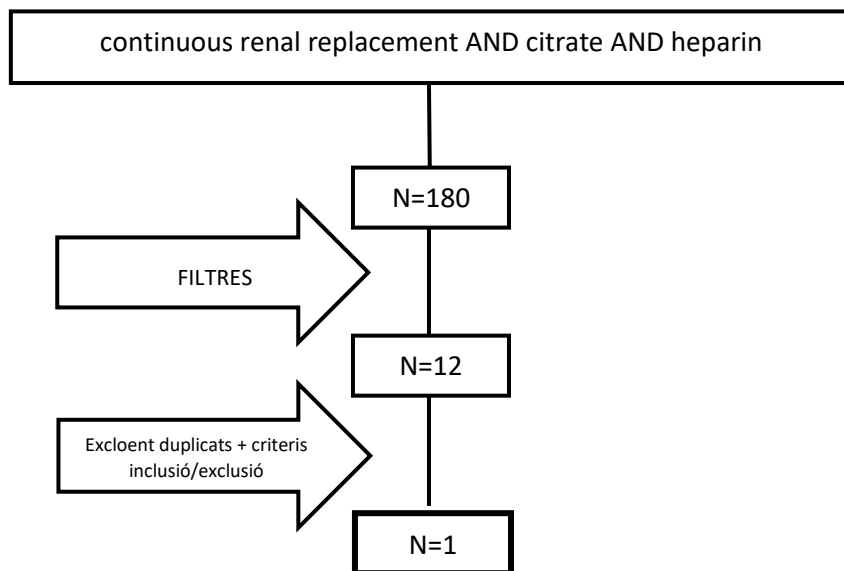 continuous renal replacement AND citrate AND heparin
N=180
FILTRES
N=12
Excloent duplicats + criteris
inclusió/exclusió
N=1